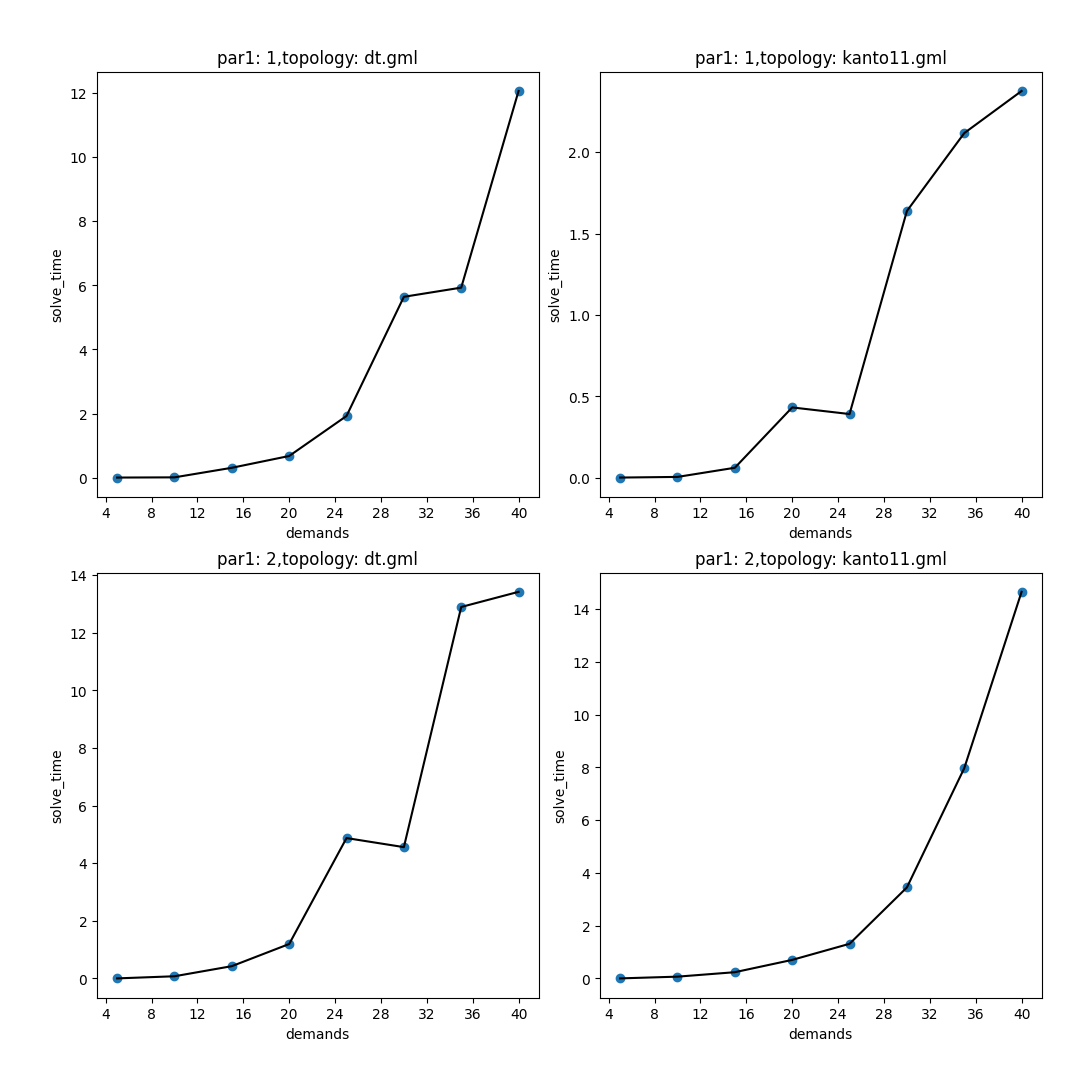 par1: 1,topology: dt.gml
12
10
8
6
4
2
0
solve_time
4 8 12 16 20 24 28 32 36 40
demands
par1: 1,topology: kanto11.gml
2.0
1.5
1.0
0.5
0.0
solve_time
4 8 12 16 20 24 28 32 36 40
demands
par1: 2,topology: dt.gml
14
12
10
8
6
4
2
0
solve_time
4 8 12 16 20 24 28 32 36 40
demands
par1: 2,topology: kanto11.gml
14
12
10
8
6
4
2
0
solve_time
4 8 12 16 20 24 28 32 36 40
demands